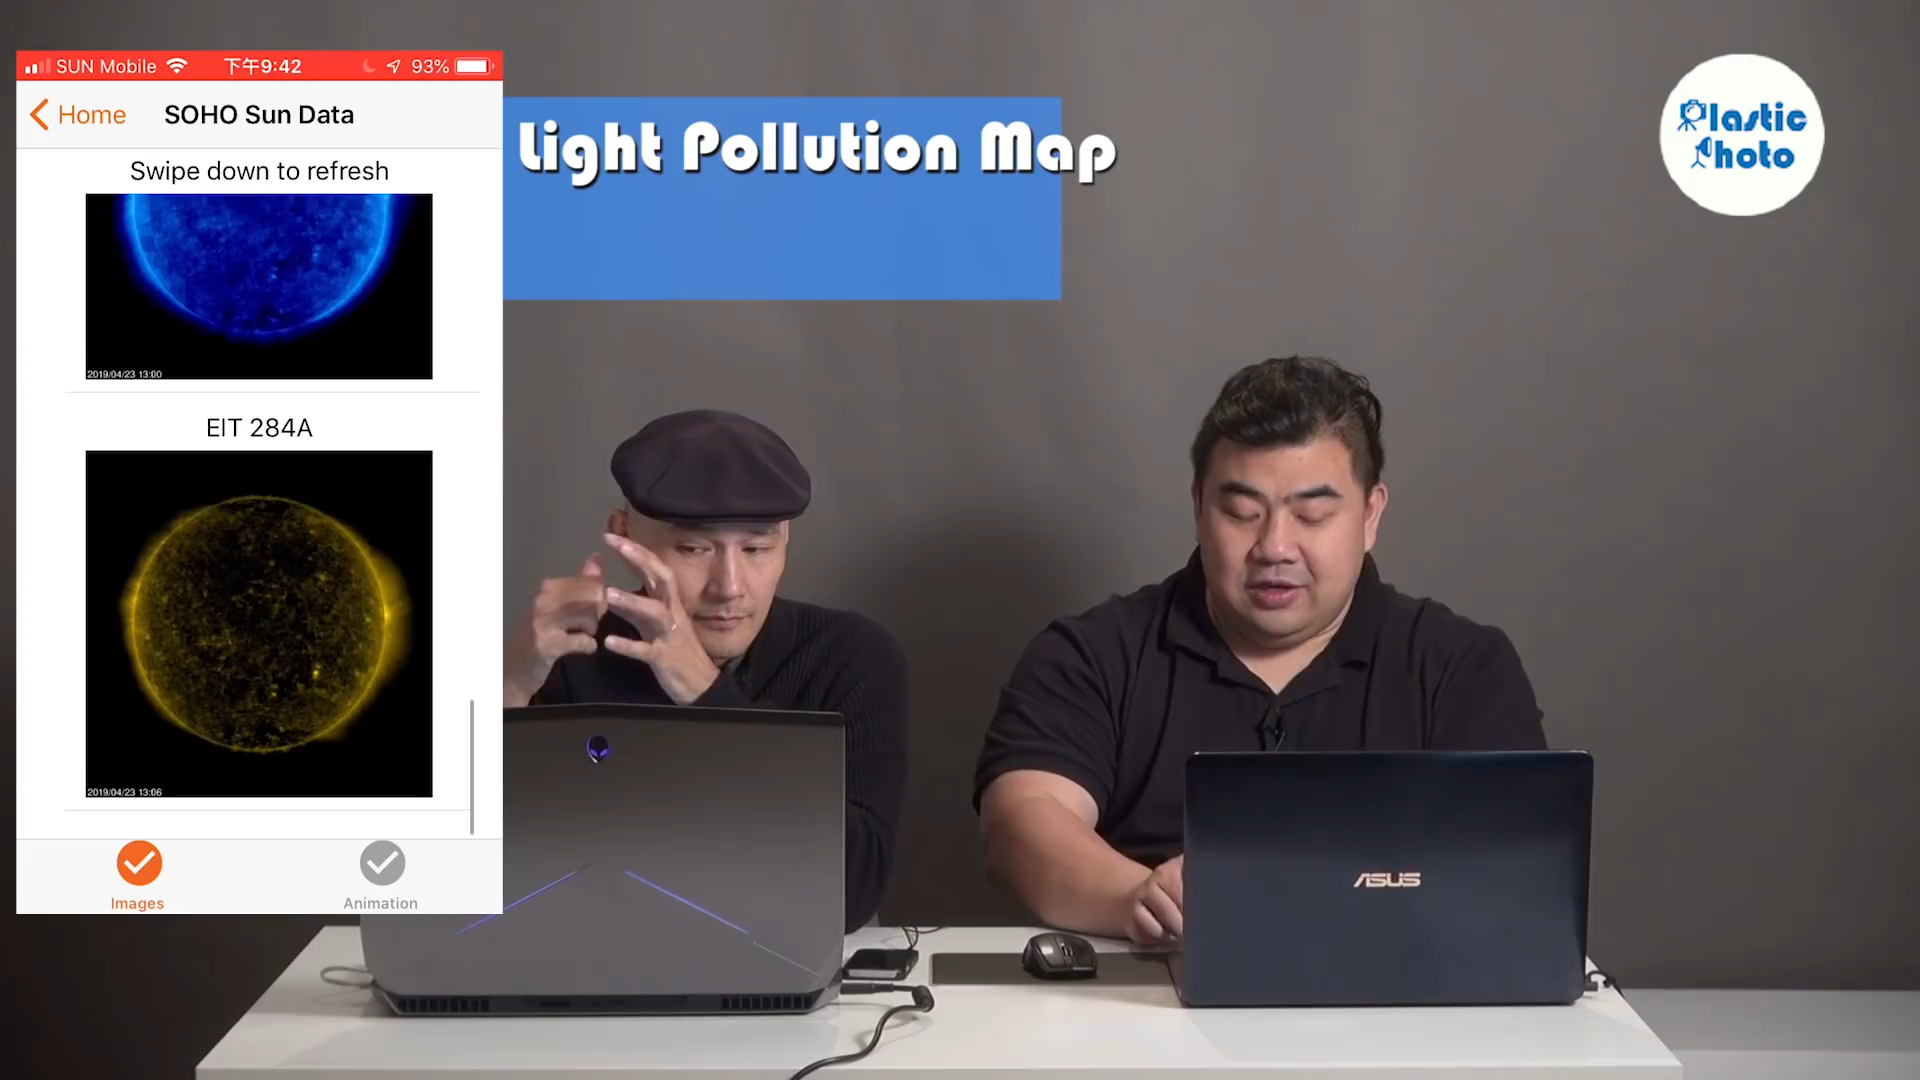 SUN Mobile
下午9:42
93%
Home
SOHO Sun Data
Swipe down to refresh
2019/04/23 13:00
EIT 284A
2019/04/23 13:06
Images
Animation
Light Pollution Map
Plastic
Photo
ASUS